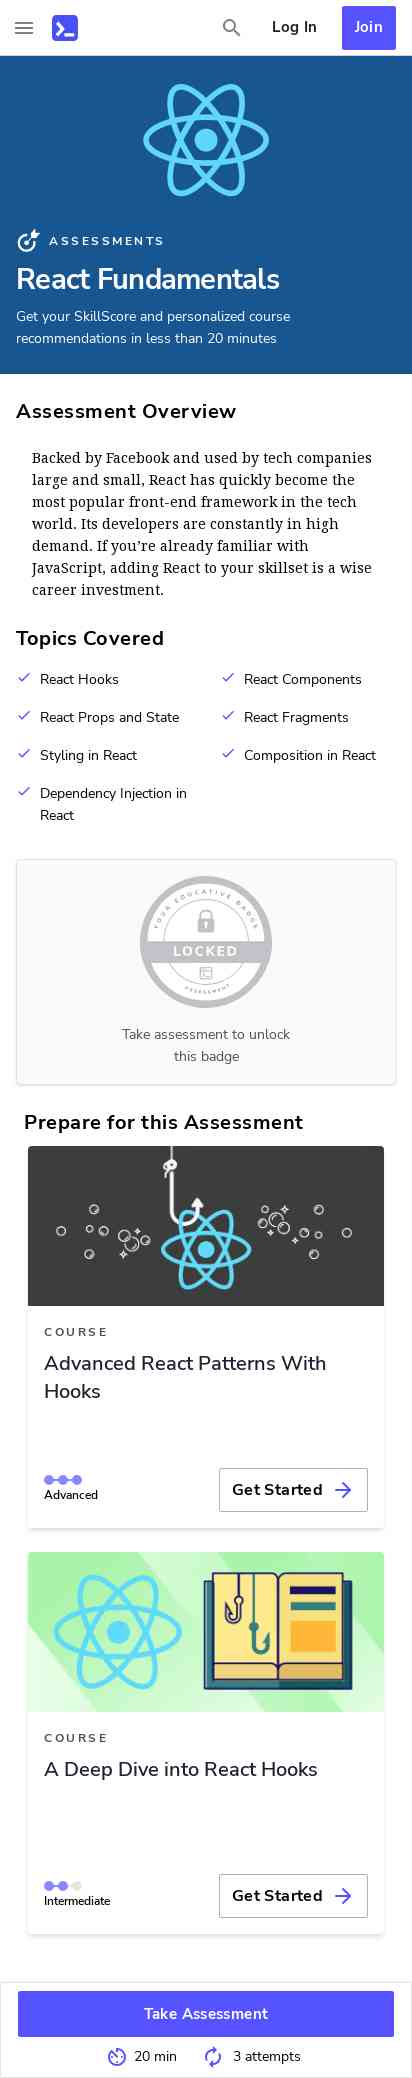 Log In
Join
ASSESSMENTS
React Fundamentals
Get your SkillScore and personalized course
recommendations in less than 20 minutes
Assessment Overview
Backed by Facebook and used by tech companies
large and small, React has quickly become the
most popular front-end framework in the tech
world. Its developers are constantly in high
demand. If you’re already familiar with
JavaScript, adding React to your skillset is a wise
career investment.
Topics Covered
React Hooks
React Components
React Props and State
React Fragments
Styling in React
Composition in React
Dependency Injection in
React
YOUR EDUCATIVE BADGE
LOCKED
ASSESSMENT
Take assessment to unlock
this badge
Prepare for this Assessment
COURSE
Advanced React Patterns With
Hooks
Advanced
Get Started
COURSE
A Deep Dive into React Hooks
Intermediate
Get Started
Take Assessment
20 min
3 attempts